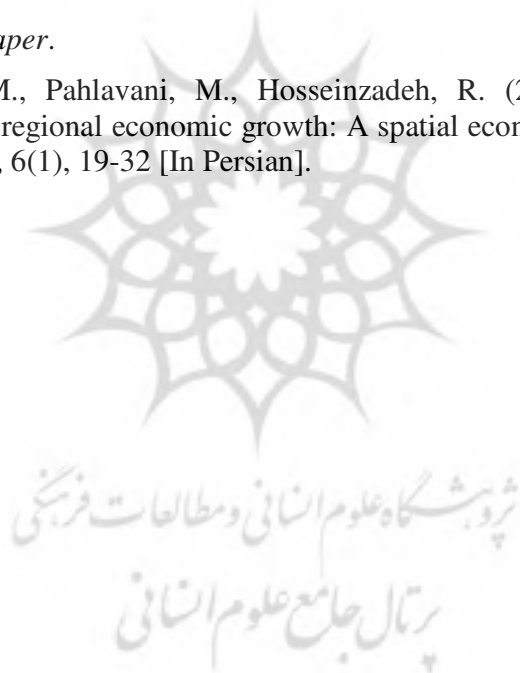 aper.
M., Pahlavani, M., Hosseinzadeh, R. (2
regional economic growth: A spatial econ
, 6(1), 19-32 [In Persian].
پژوهشگاه علوم انسانی و مطالعات فرهنگی
پرتال جامع علوم انسانی